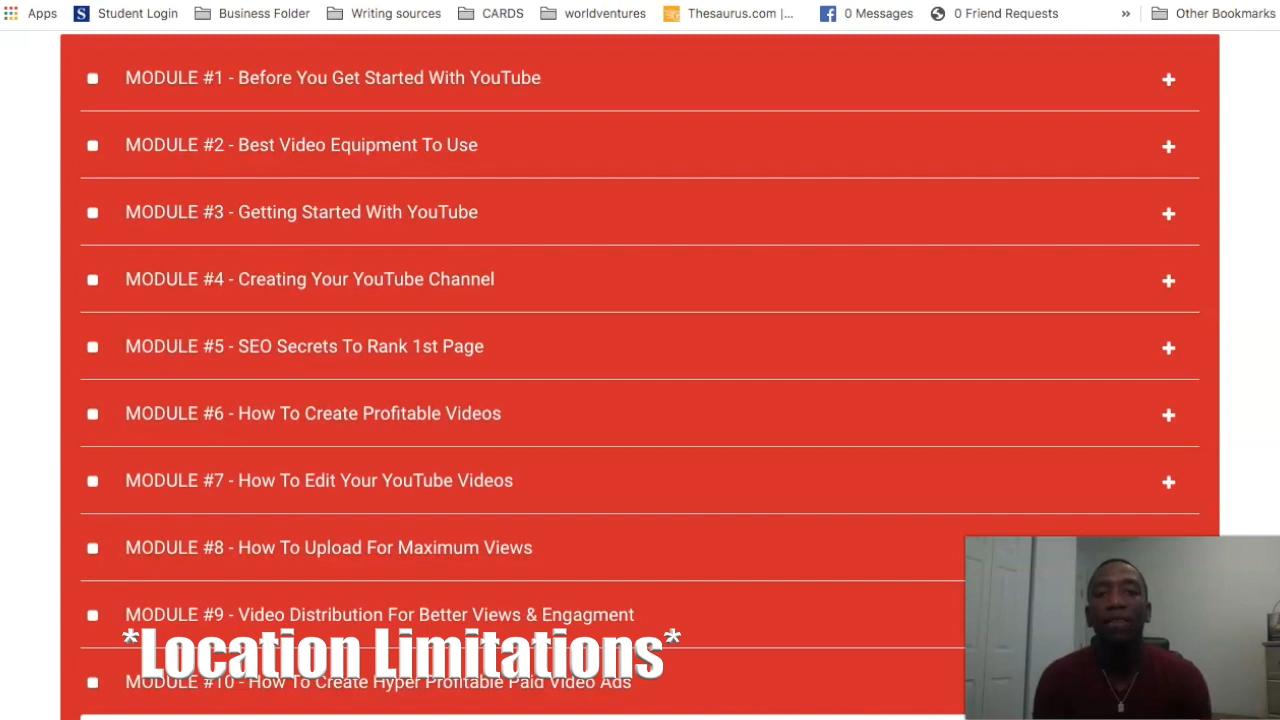 Apps Student Login Business Folder Writing sources CARDS worldventures Thesaurus.com |... 0 Messages 0 Friend Requests » Other Bookmarks
MODULE #1 - Before You Get Started With YouTube
MODULE #2 - Best Video Equipment To Use
MODULE #3 - Getting Started With YouTube
MODULE #4 - Creating Your YouTube Channel
MODULE #5 - SEO Secrets To Rank 1st Page
MODULE #6 - How To Create Profitable Videos
MODULE #7 - How To Edit Your YouTube Videos
MODULE #8 - How To Upload For Maximum Views
MODULE #9 - Video Distribution For Better Views & Engagment
*Location Limitations*
MODULE #10 - How To Create Hyper Profitable Paid Video Ads